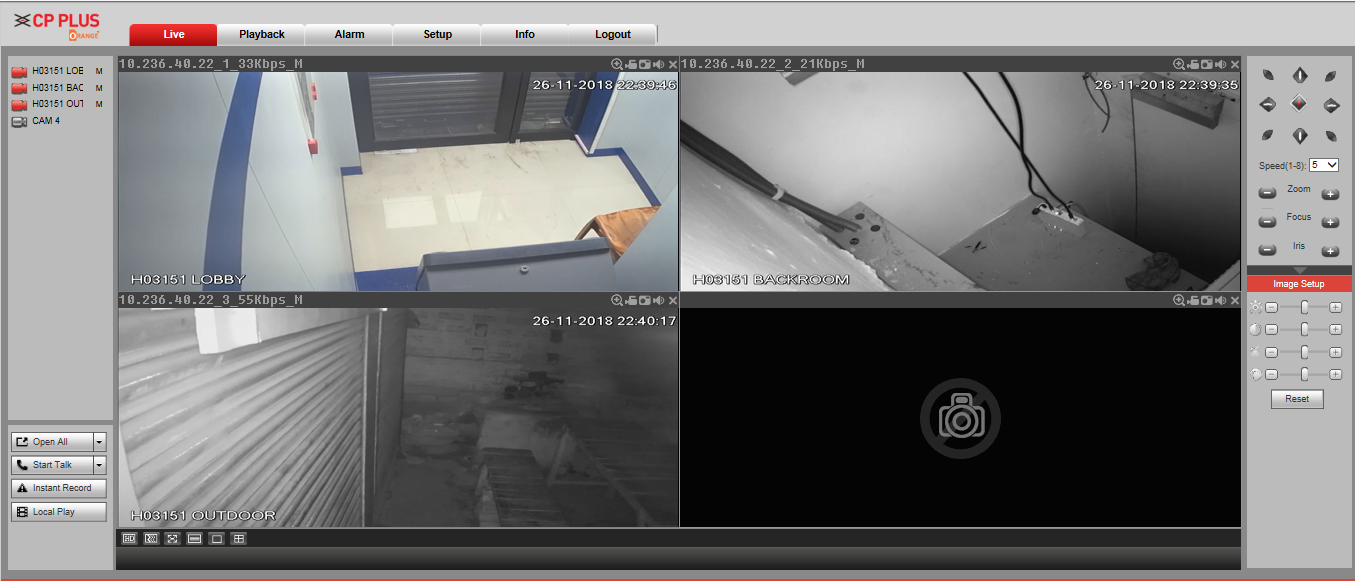 CP PLUS
ORANGE
Live
Playback
Alarm
Setup
Info
Logout
H03151 LOE M
H03151 BAC M
H03151 OUT M
CAM 4
10.236.40.22_1_33Kbps_M
26-11-2018 22:39:46
H03151 LOBBY
10.236.40.22_2_21Kbps_M
26-11-2018 22:39:35
H03151 BACKROOM
10.236.40.22_3_55Kbps_M
26-11-2018 22:40:17
H03151 OUTDOOR
Speed(1-8): 5
Zoom
Focus
Iris
Image Setup
Reset
Open All
Start Talk
Instant Record
Local Play
HD